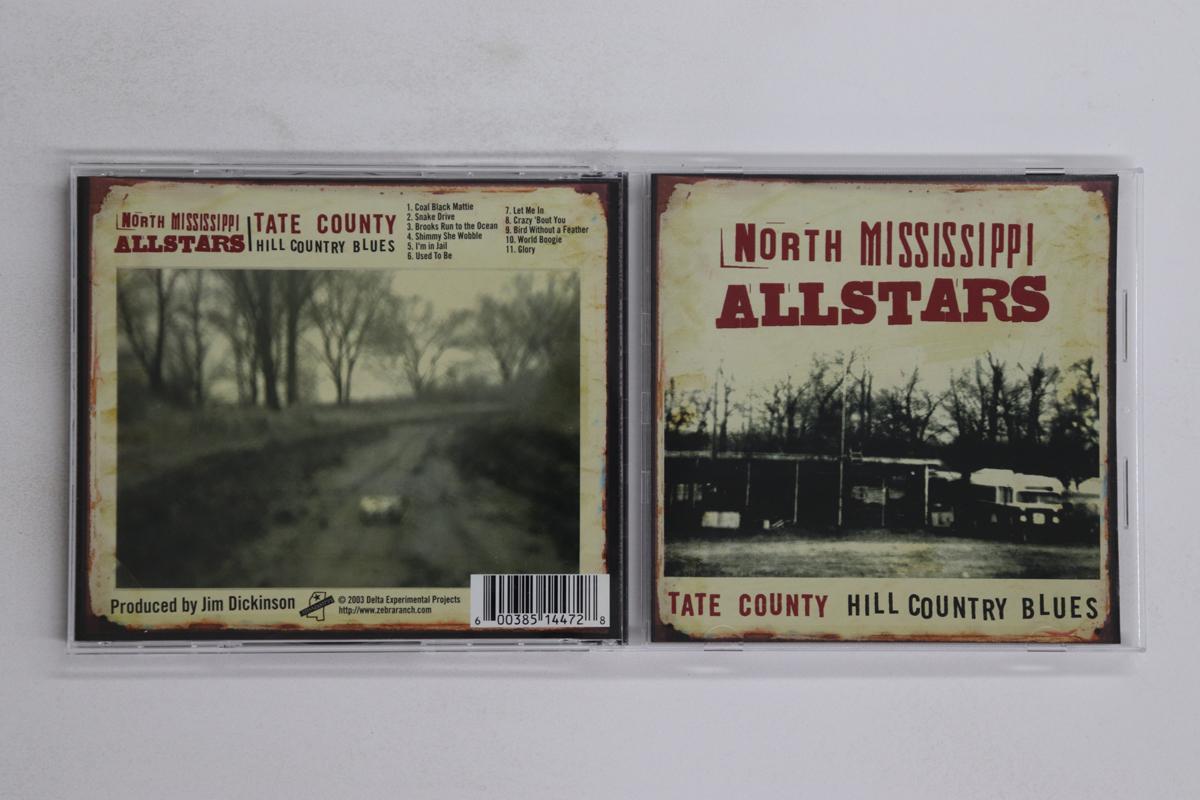 NORTH MISSISSIPPI
ALLSTARS
TATE COUNTY
HILL COUNTRY BLUES
1. Coal Black Mattie
2. Snake Drive
3. Brooks Run to the Ocean
4. Shimmy She Wobble
5. I'm in Jail
6. Used To Be
7. Let Me In
8. Crazy 'Bout You
9. Bird Without a Feather
10. World Boogie
11. Glory
Produced by Jim Dickinson
© 2003 Delta Experimental Projects
http://www.zebraranch.com
6 00385 14472 8
NORTH MISSISSIPPI
ALLSTARS
TATE COUNTY HILL COUNTRY BLUES